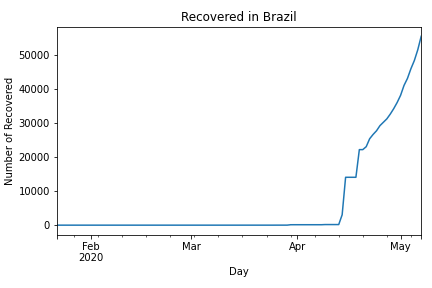 Recovered in Brazil
Number of Recovered
50000
40000
30000
20000
10000
0
Feb
2020
Mar
Apr
May
Day